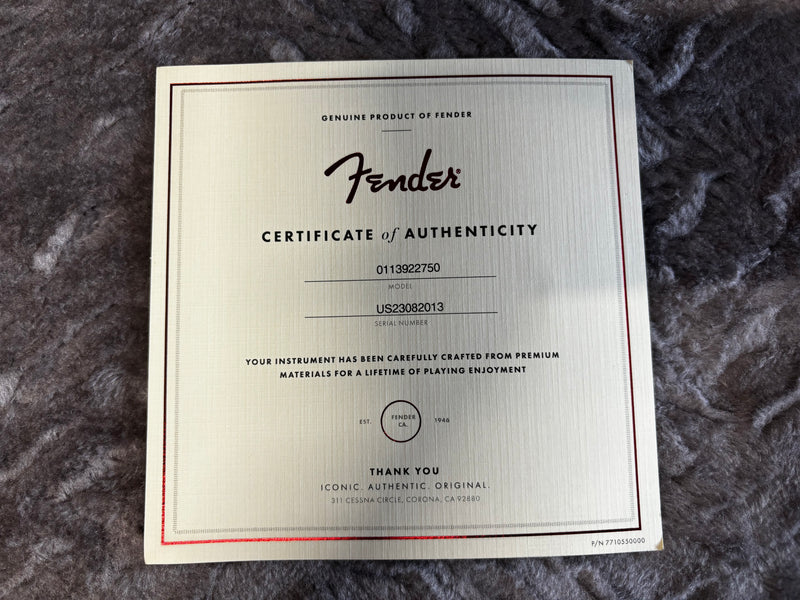 GENUINE PRODUCT OF FENDER
Fender®
CERTIFICATE of AUTHENTICITY
0113922750
MODEL
US23082013
SERIAL NUMBER
YOUR INSTRUMENT HAS BEEN CAREFULLY CRAFTED FROM PREMIUM
MATERIALS FOR A LIFETIME OF PLAYING ENJOYMENT
EST. FENDER CA. 1946
THANK YOU
ICONIC. AUTHENTIC. ORIGINAL.
311 CESSNA CIRCLE, CORONA, CA 92880
P/N 7710550000